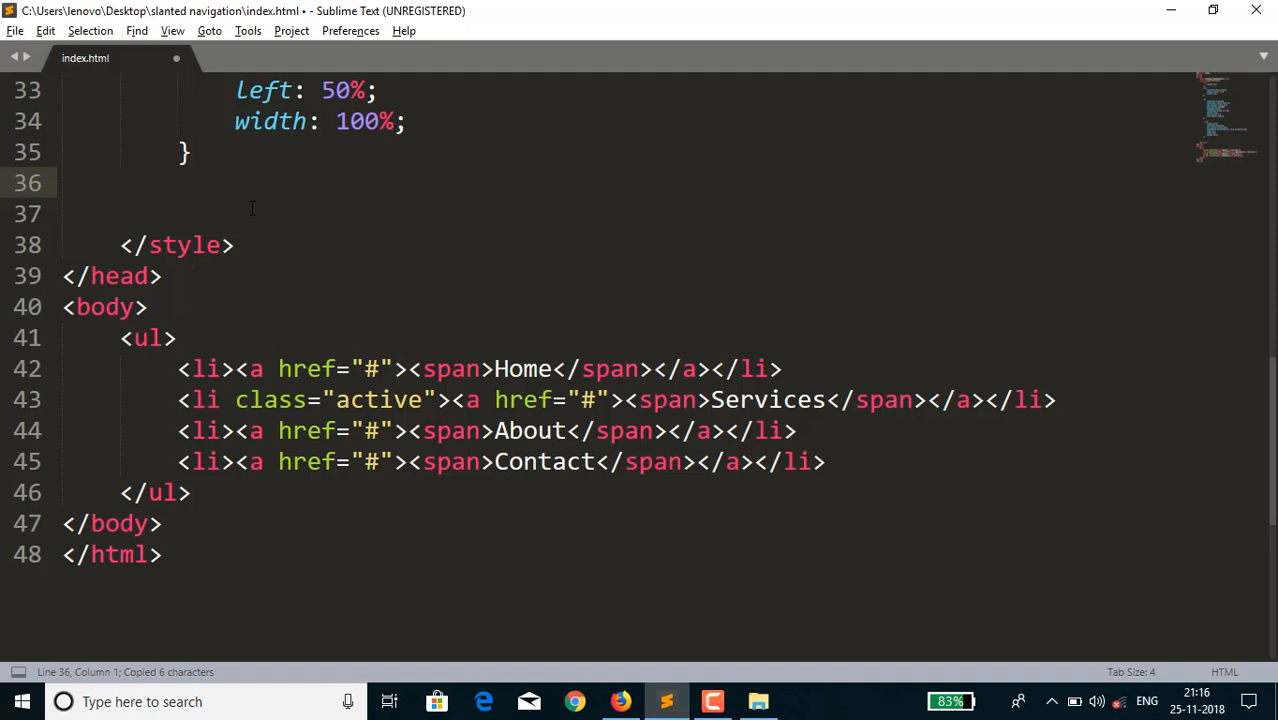 C:\Users\lenovo\Desktop\slanted navigation\index.html • - Sublime Text (UNREGISTERED)
File Edit Selection Find View Goto Tools Project Preferences Help
index.html
33 left: 50%;
34 width: 100%;
35 }
36
37
38 </style>
39 </head>
40 <body>
41 <ul>
42 <li><a href="#"><span>Home</span></a></li>
43 <li class="active"><a href="#"><span>Services</span></a></li>
44 <li><a href="#"><span>About</span></a></li>
45 <li><a href="#"><span>Contact</span></a></li>
46 </ul>
47 </body>
48 </html>
Line 36, Column 1; Copied 6 characters Tab Size: 4 HTML
Type here to search 83% ENG 21:16
25-11-2018